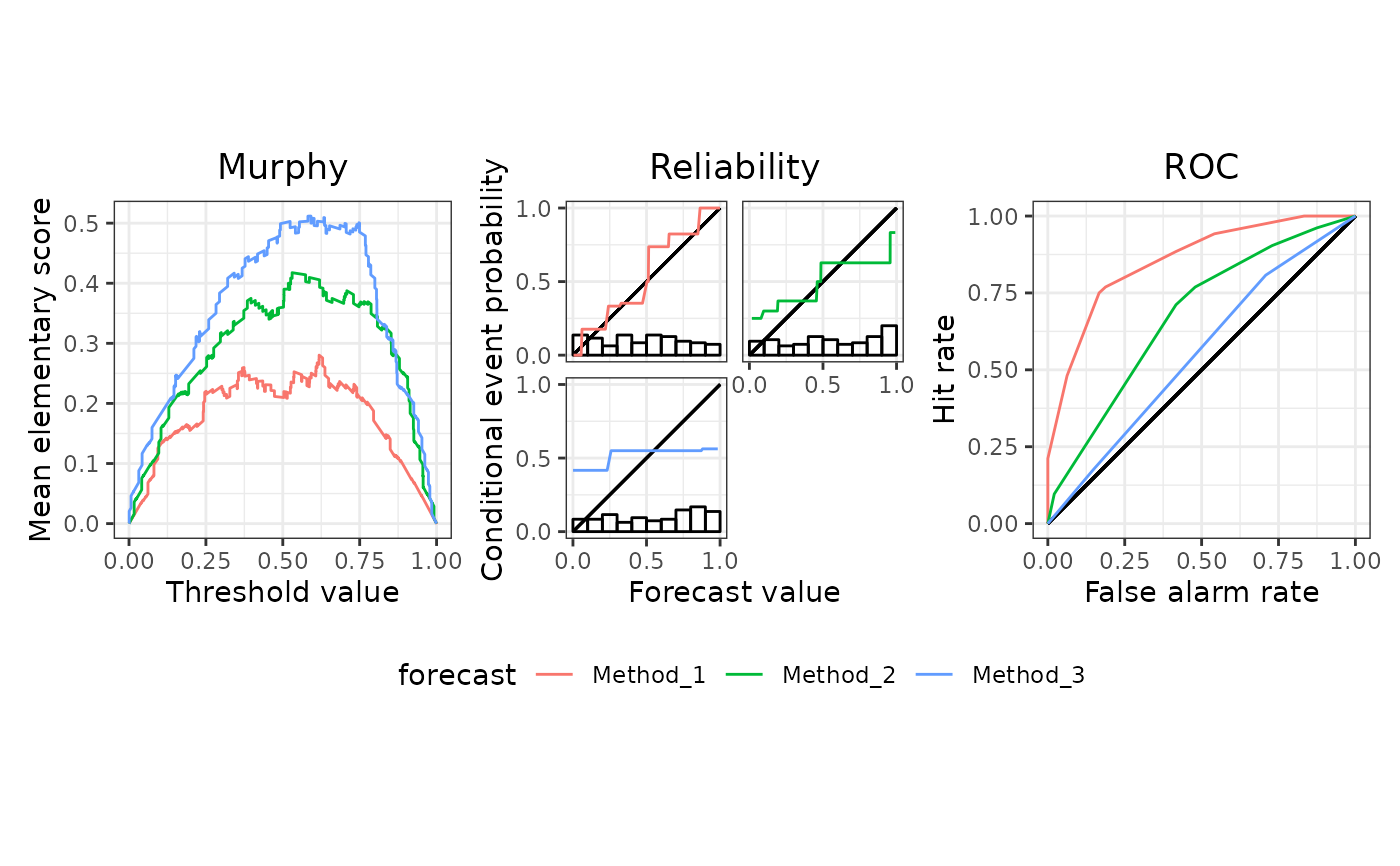 Murphy
Mean elementary score
0.5
0.4
0.3
0.2
0.1
0.0
0.00 0.25 0.50 0.75 1.00
Threshold value
Reliability
Conditional event probability
1.0
0.5
0.0
0.0 0.5 1.0
1.0
0.5
0.0
0.0 0.5 1.0
Forecast value
ROC
Hit rate
1.00
0.75
0.50
0.25
0.00
0.00 0.25 0.50 0.75 1.00
False alarm rate
forecast Method_1 Method_2 Method_3